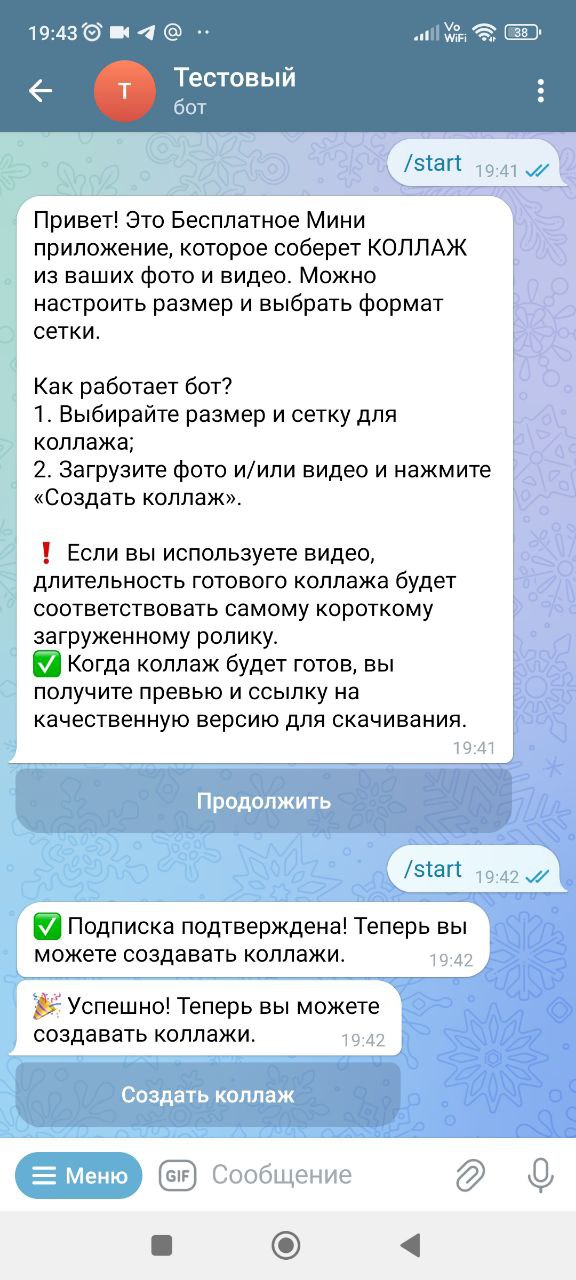 19:43
Vo
WiFi
38
Т
Тестовый
бот
/start 19:41
Привет! Это Бесплатное Мини
приложение, которое соберет КОЛЛАЖ
из ваших фото и видео. Можно
настроить размер и выбрать формат
сетки.
Как работает бот?
1. Выбирайте размер и сетку для
коллажа;
2. Загрузите фото и/или видео и нажмите
«Создать коллаж».
❗ Если вы используете видео,
длительность готового коллажа будет
соответствовать самому короткому
загруженному ролику.
✅ Когда коллаж будет готов, вы
получите превью и ссылку на
качественную версию для скачивания.
19:41
Продолжить
/start 19:42
✅ Подписка подтверждена! Теперь вы
можете создавать коллажи. 19:42
🎉 Успешно! Теперь вы можете
создавать коллажи. 19:42
Создать коллаж
Меню
GIF
Сообщение